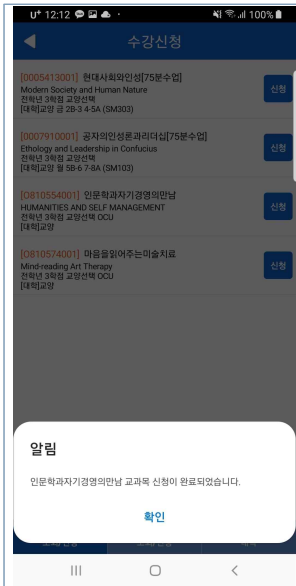 U⁺ 12:12 100%
수강신청
[0005413001] 현대사회와인성[75분수업]
Modern Society and Human Nature
전학년 3학점 교양선택
[대학]교양 금 2B-3 4-5A (SM303)
신청
[0007910001] 공자의인성론과리더십[75분수업]
Ethology and Leadership in Confucius
전학년 3학점 교양선택
[대학]교양 월 5B-6 7-8A (SM103)
신청
[O810554001] 인문학과자기경영의만남
HUMANITIES AND SELF MANAGEMENT
전학년 3학점 교양선택 OCU
[대학]교양
신청
[O810574001] 마음을읽어주는미술치료
Mind-reading Art Therapy
전학년 3학점 교양선택 OCU
[대학]교양
신청
알림
인문학과자기경영의만남 교과목 신청이 완료되었습니다.
확인